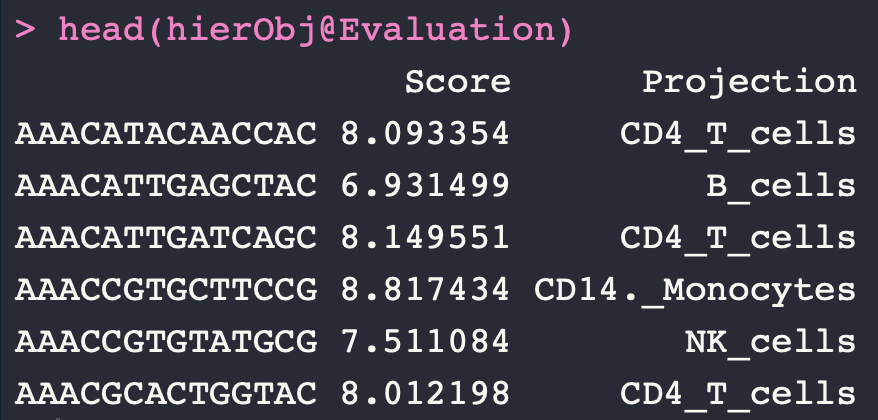 > head(hierObj@Evaluation)
Score Projection
AAACATACAACCAC 8.093354 CD4_T_cells
AAACATTGAGCTAC 6.931499 B_cells
AAACATTGATCAGC 8.149551 CD4_T_cells
AAACCGTGCTTCCG 8.817434 CD14._Monocytes
AAACCGTGTATGCG 7.511084 NK_cells
AAACGCACTGGTAC 8.012198 CD4_T_cells